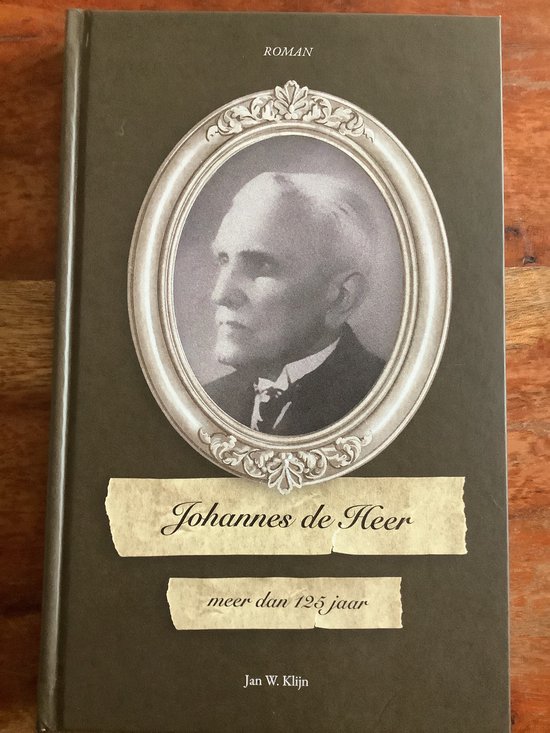 ROMAN
Johannes de Heer
meer dan 125 jaar
Jan W. Klijn